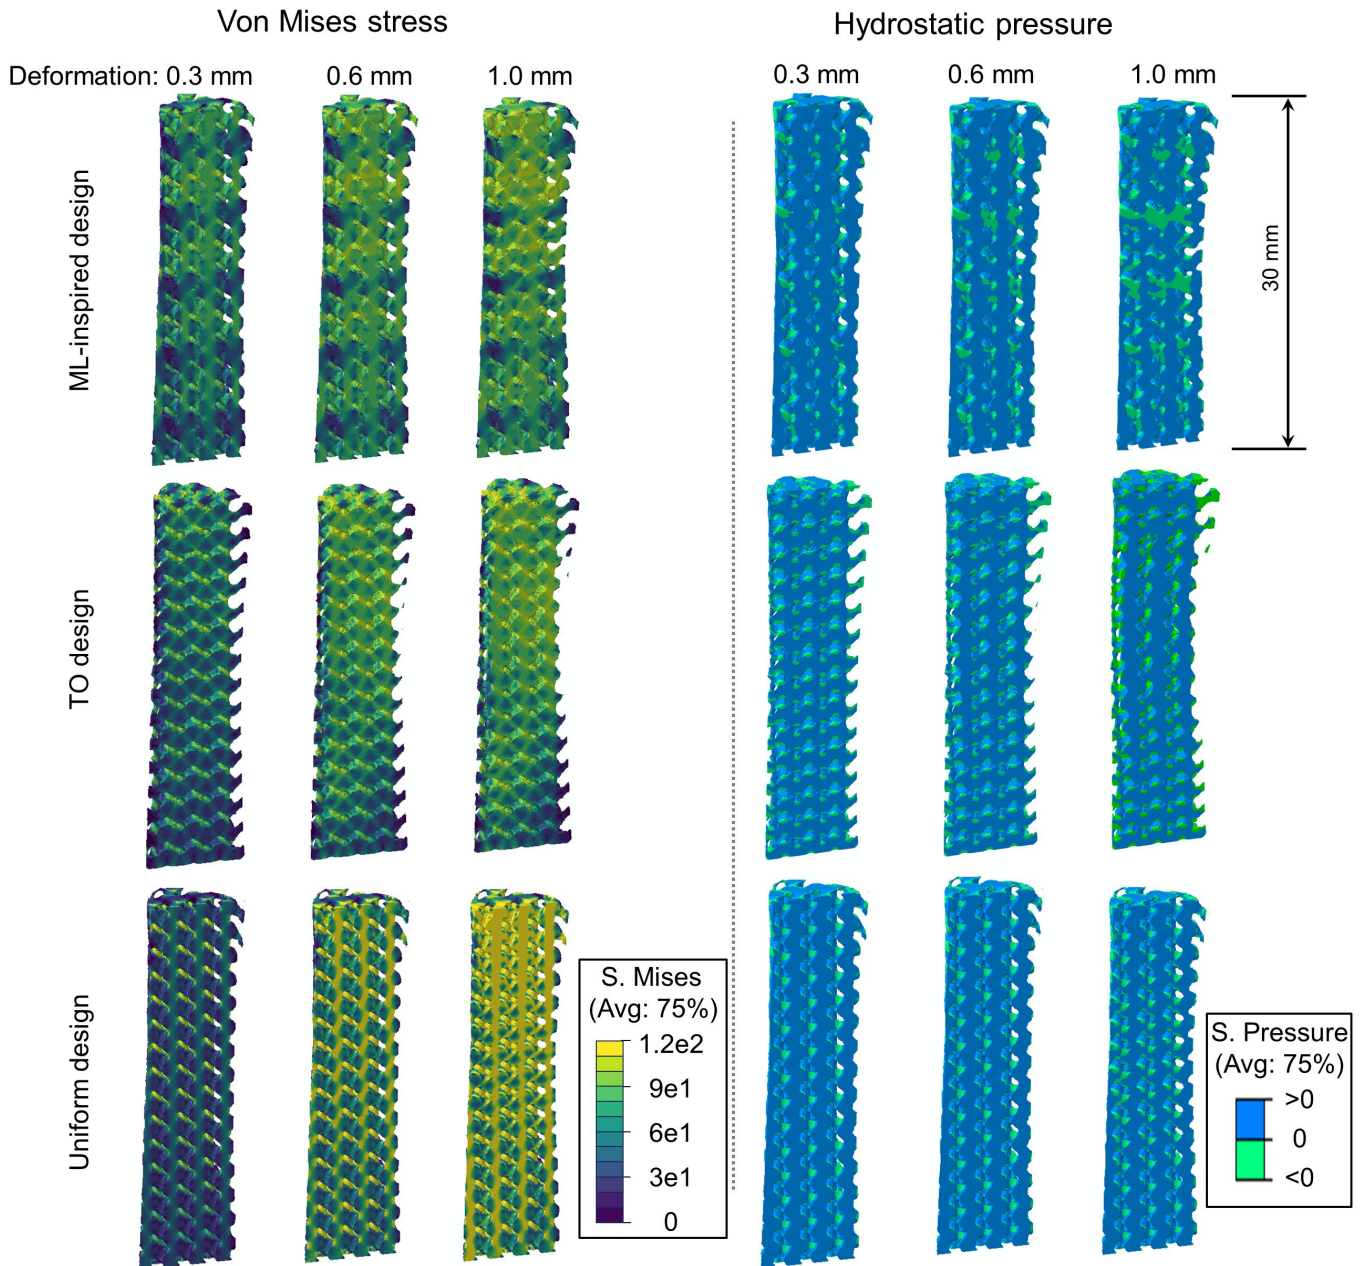 Von Mises stress
Hydrostatic pressure
Deformation: 0.3 mm
0.6 mm
1.0 mm
0.3 mm
0.6 mm
1.0 mm
ML-inspired design
30 mm
TO design
Uniform design
S. Mises
(Avg: 75%)
1.2e2
9e1
6e1
3e1
0
S. Pressure
(Avg: 75%)
>0
0
<0